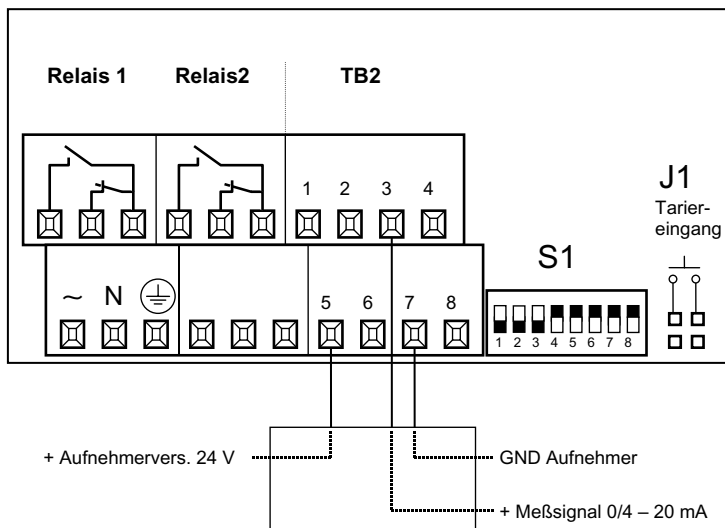 Relais 1 Relais2 TB2
1 2 3 4
J1
Tarier-
eingang
S1
~ N
5 6 7 8
1 2 3 4 5 6 7 8
+ Aufnehmervers. 24 V
GND Aufnehmer
+ Meßsignal 0/4 – 20 mA